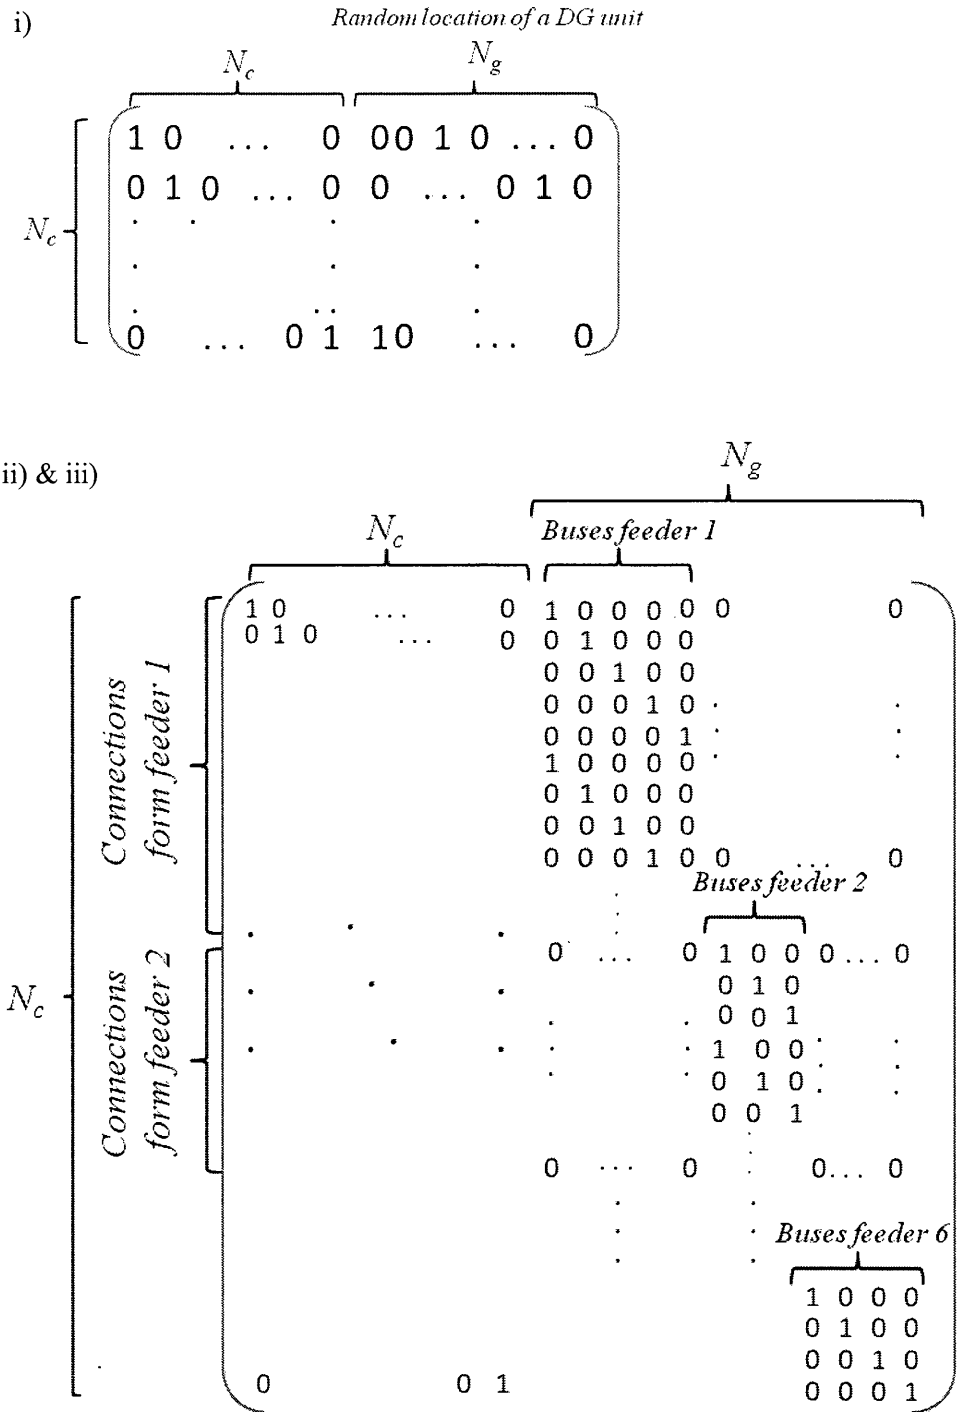 i)
Random location of a DG unit
N_c N_g
1 0 ... 0 00 1 0 ... 0
0 1 0 ... 0 0 ... 0 1 0
N_c
0 ... 0 1 10 ... 0
ii) & iii)
N_g
N_c
Buses feeder 1
1 0 ... 0 1 0 0 0 0 0 0
0 1 0 ... 0 0 1 0 0 0
0 0 1 0 0
0 0 0 1 0
0 0 0 0 1
1 0 0 0 0
0 1 0 0 0
0 0 1 0 0
0 0 0 1 0 0 ... 0
Connections
form feeder 1
Buses feeder 2
0 ... 0 1 0 0 0 ... 0
0 1 0
0 0 1
1 0 0
0 1 0
0 0 1
0 ... 0 0... 0
N_c
Connections
form feeder 2
Buses feeder 6
1 0 0 0
0 1 0 0
0 0 1 0
0 0 0 1
0 0 1